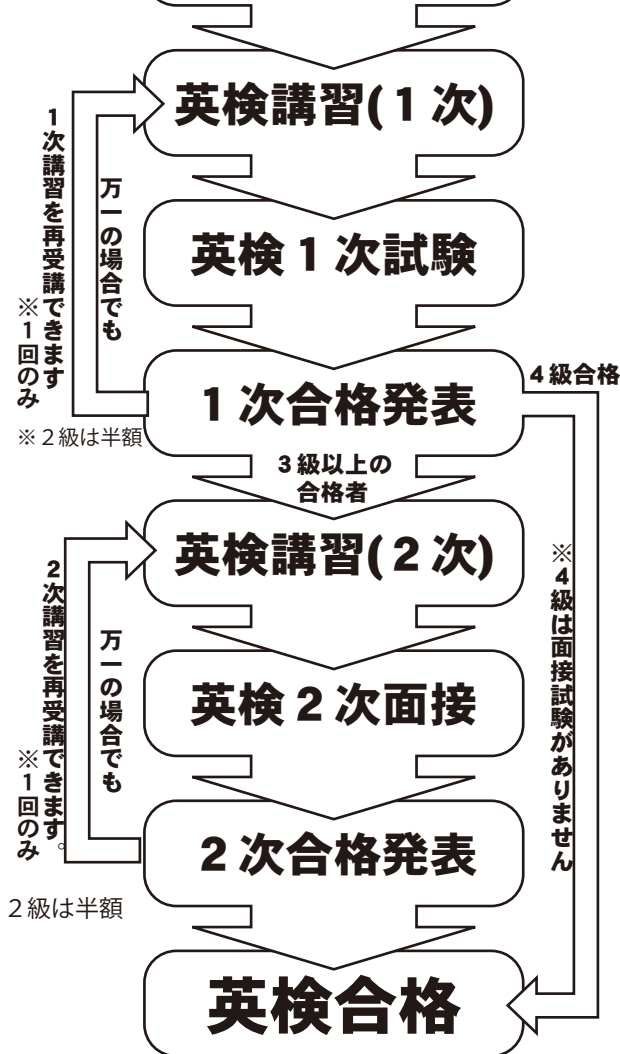 英検講習(1次)
1次講習を再受講できます
※1回のみ
万一の場合でも
※2級は半額
英検1次試験
1次合格発表
4級合格
3級以上の
合格者
※4級は面接試験がありません
英検講習(2次)
2次講習を再受講できます。
※1回のみ
万一の場合でも
2級は半額
英検2次面接
2次合格発表
英検合格